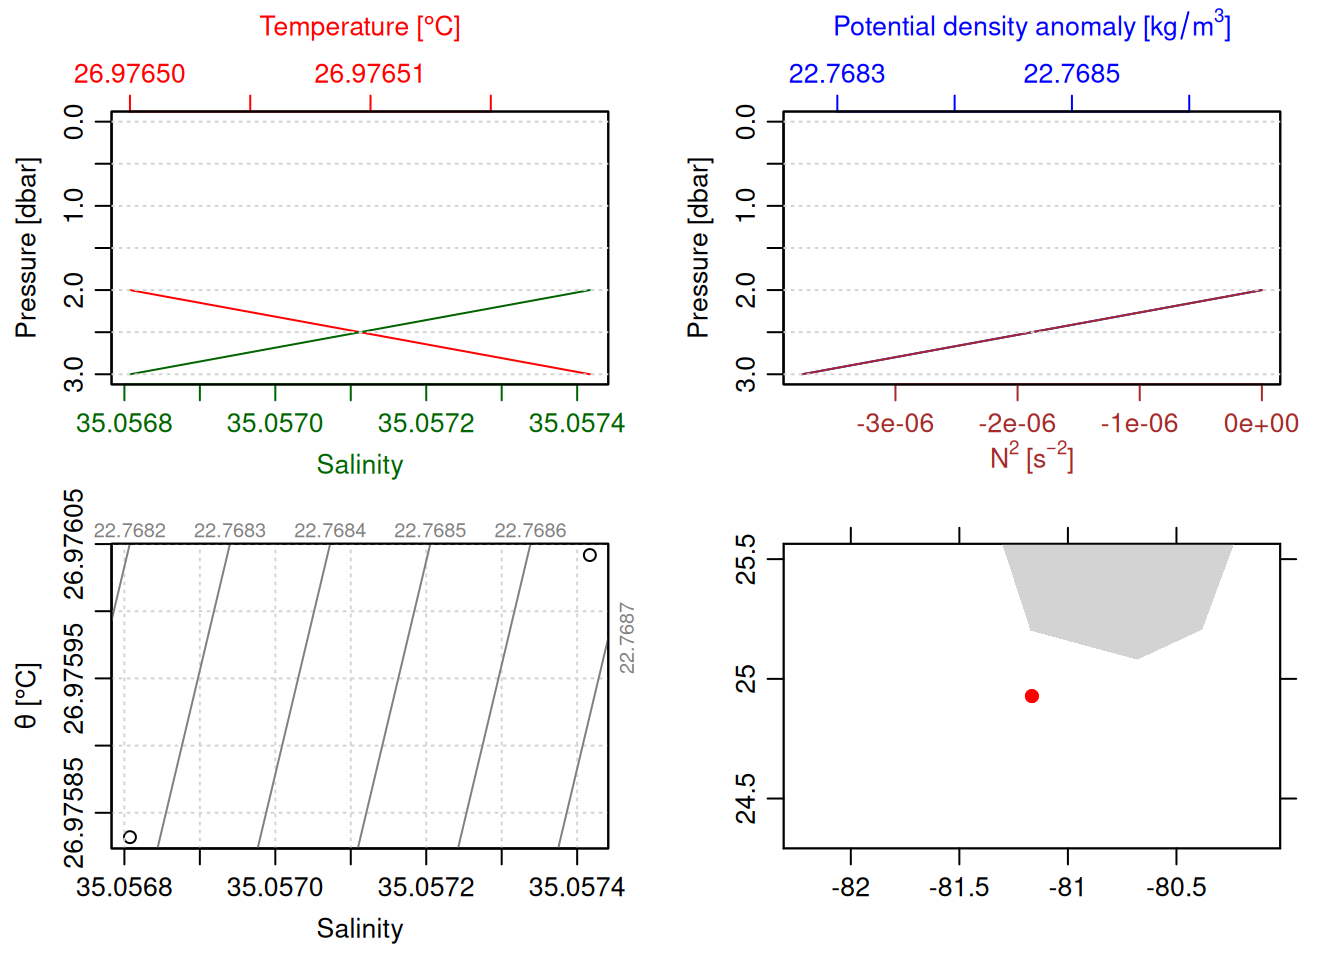 Temperature [°C]
26.97650 26.97651
Pressure [dbar]
0.0
1.0
2.0
3.0
35.0568 35.0570 35.0572 35.0574
Salinity
Potential density anomaly [kg/m³]
22.7683 22.7685
Pressure [dbar]
0.0
1.0
2.0
3.0
-3e-06 -2e-06 -1e-06 0e+00
N² [s⁻²]
22.7682 22.7683 22.7684 22.7685 22.7686
22.7687
θ [°C]
26.97605
26.97595
26.97585
35.0568 35.0570 35.0572 35.0574
Salinity
25.5
25
24.5
-82 -81.5 -81 -80.5